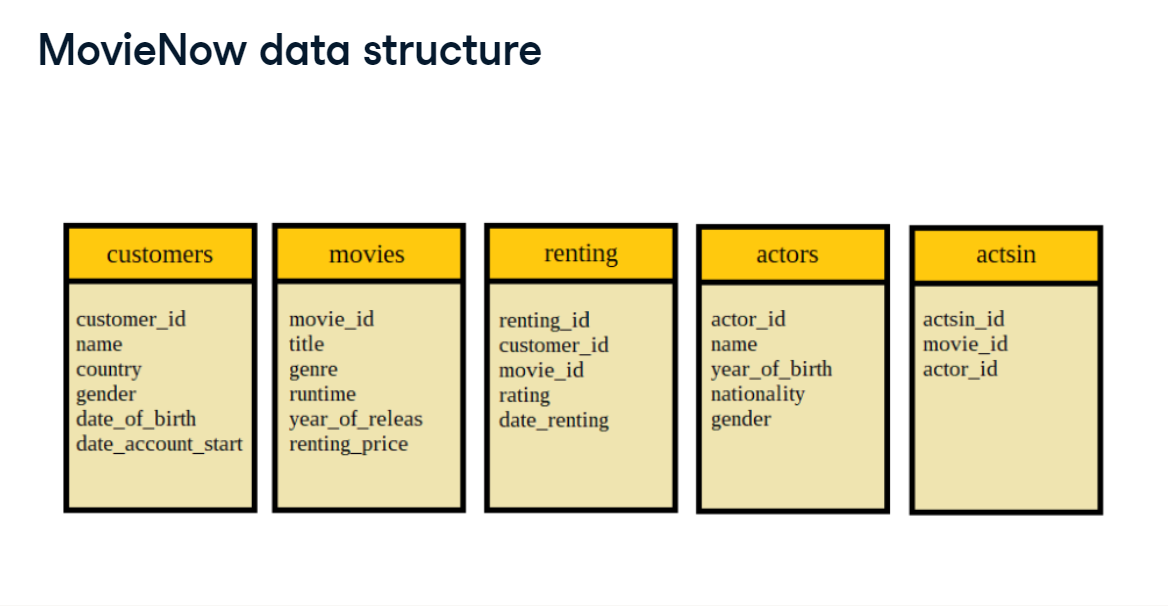 MovieNow data structure
customers
customer_id
name
country
gender
date_of_birth
date_account_start
movies
movie_id
title
genre
runtime
year_of_releas
renting_price
renting
renting_id
customer_id
movie_id
rating
date_renting
actors
actor_id
name
year_of_birth
nationality
gender
actsin
actsin_id
movie_id
actor_id